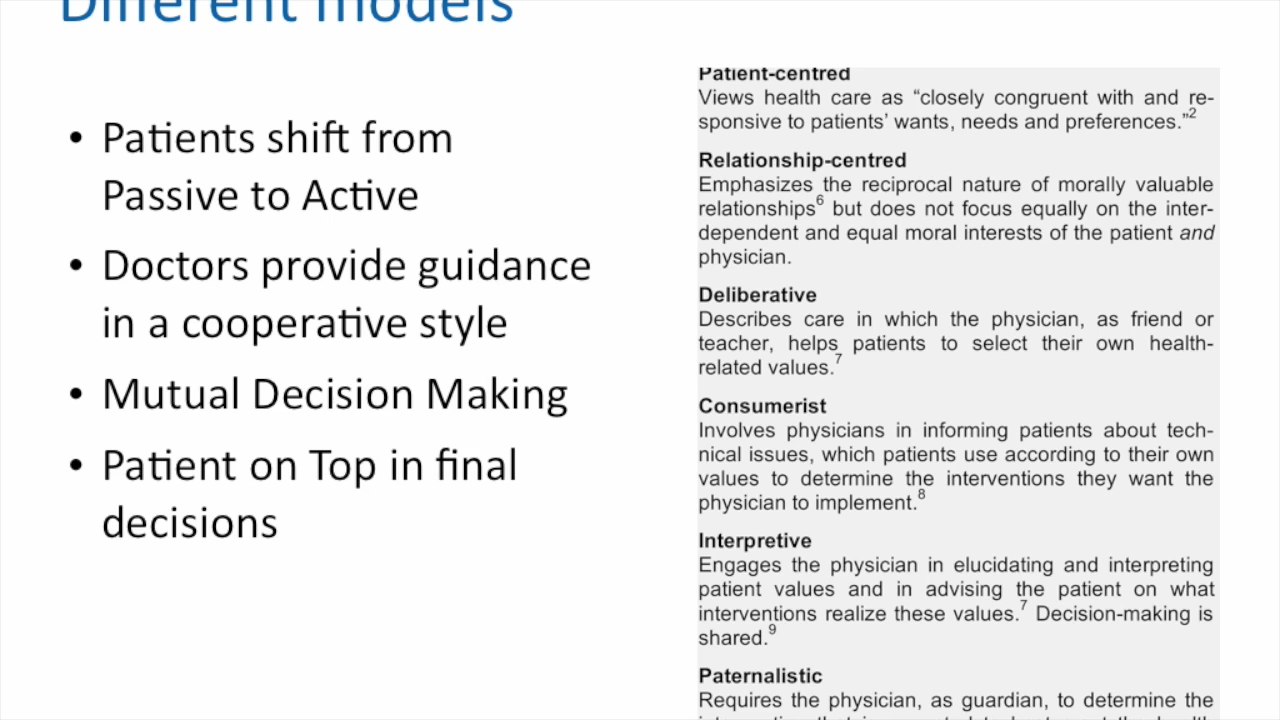 Different models
• Patients shift from
Passive to Active
• Doctors provide guidance
in a cooperative style
• Mutual Decision Making
• Patient on Top in final
decisions
Patient-centred
Views health care as “closely congruent with and re-
sponsive to patients’ wants, needs and preferences.”2
Relationship-centred
Emphasizes the reciprocal nature of morally valuable
relationships6 but does not focus equally on the inter-
dependent and equal moral interests of the patient and
physician.
Deliberative
Describes care in which the physician, as friend or
teacher, helps patients to select their own health-
related values.7
Consumerist
Involves physicians in informing patients about tech-
nical issues, which patients use according to their own
values to determine the interventions they want the
physician to implement.8
Interpretive
Engages the physician in elucidating and interpreting
patient values and in advising the patient on what
interventions realize these values.7 Decision-making is
shared.9
Paternalistic
Requires the physician, as guardian, to determine the